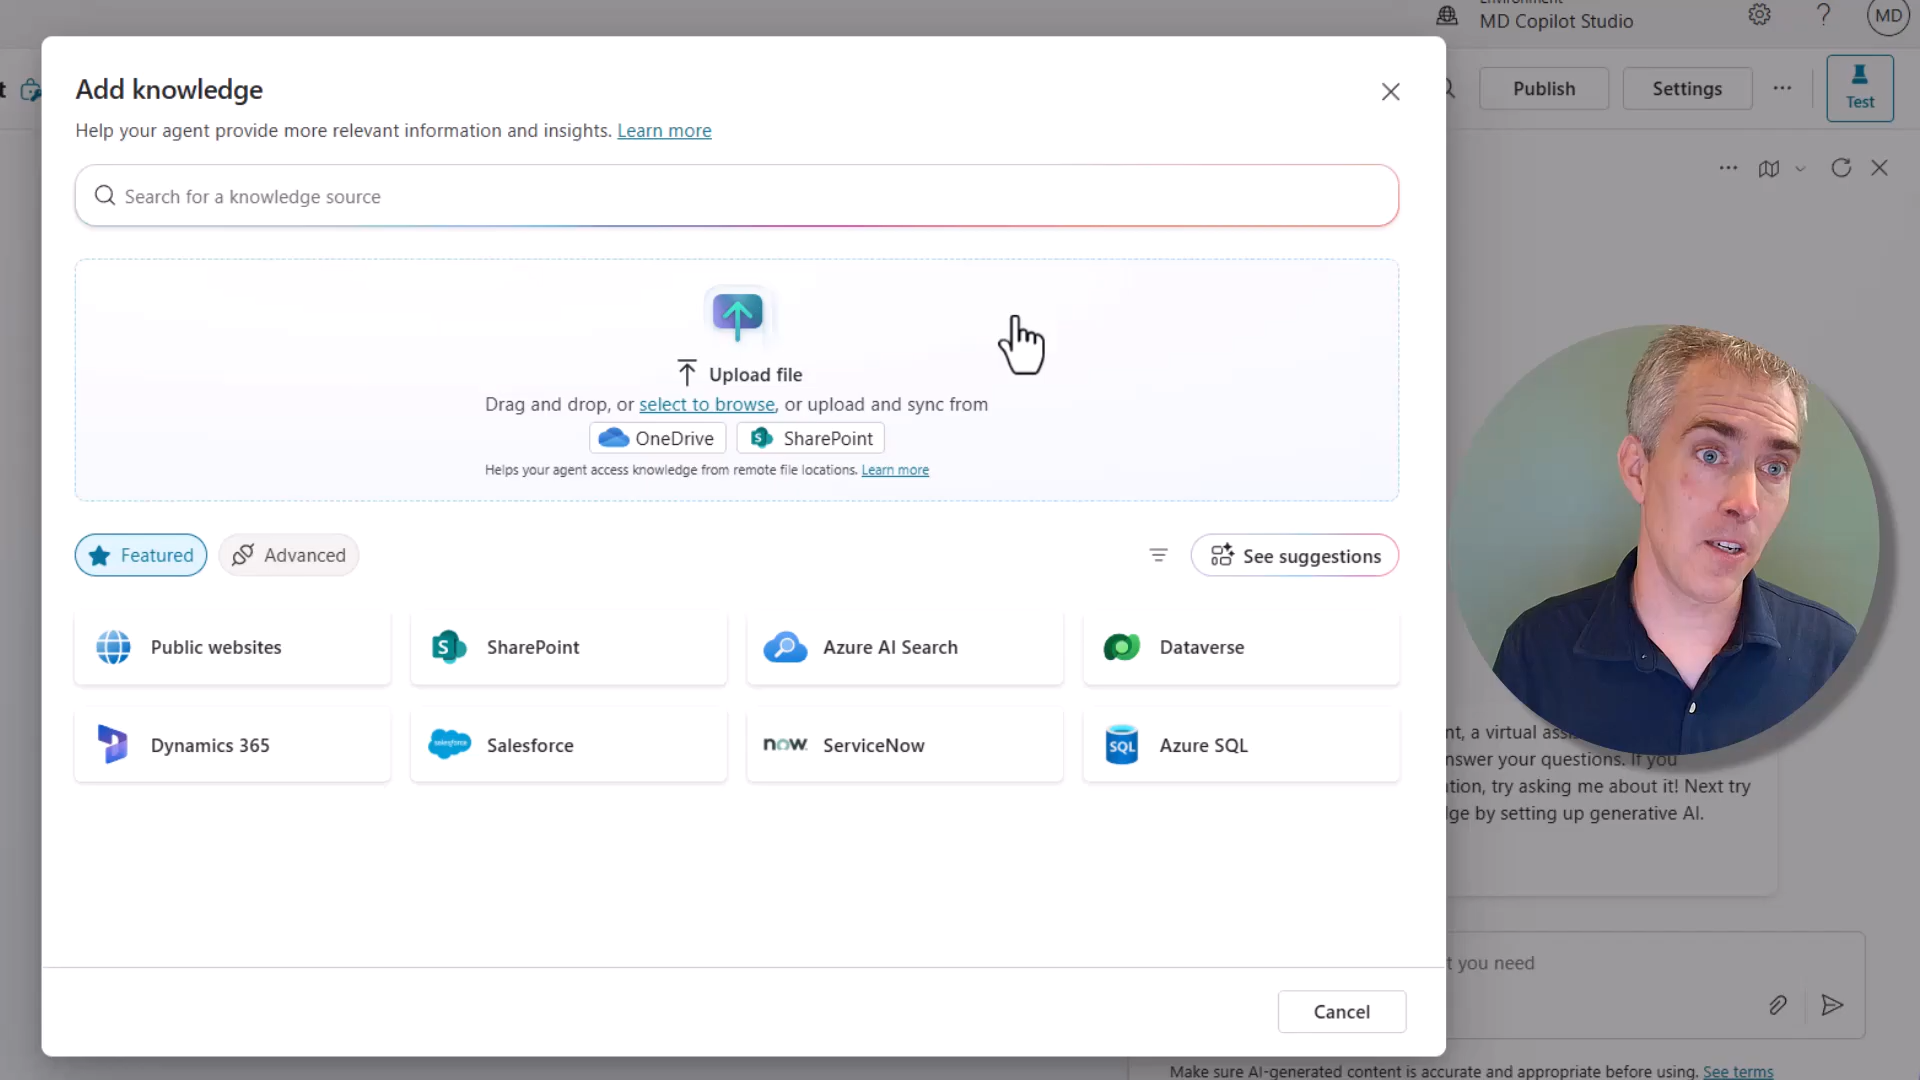 Environment
MD Copilot Studio
MD
Add knowledge
Help your agent provide more relevant information and insights. Learn more
Search for a knowledge source
Upload file
Drag and drop, or select to browse, or upload and sync from
OneDrive
S SharePoint
Helps your agent access knowledge from remote file locations. Learn more
Featured
Advanced
See suggestions
Public websites
S SharePoint
Azure AI Search
Dataverse
Dynamics 365
salesforce Salesforce
now. ServiceNow
SQL Azure SQL
Cancel
t
Publish
Settings
Test
nt, a virtual
nswer your questions. If you
tion, try asking me about it! Next try
ge by setting up generative AI.
t you need
Make sure AI-generated content is accurate and appropriate before using. See terms